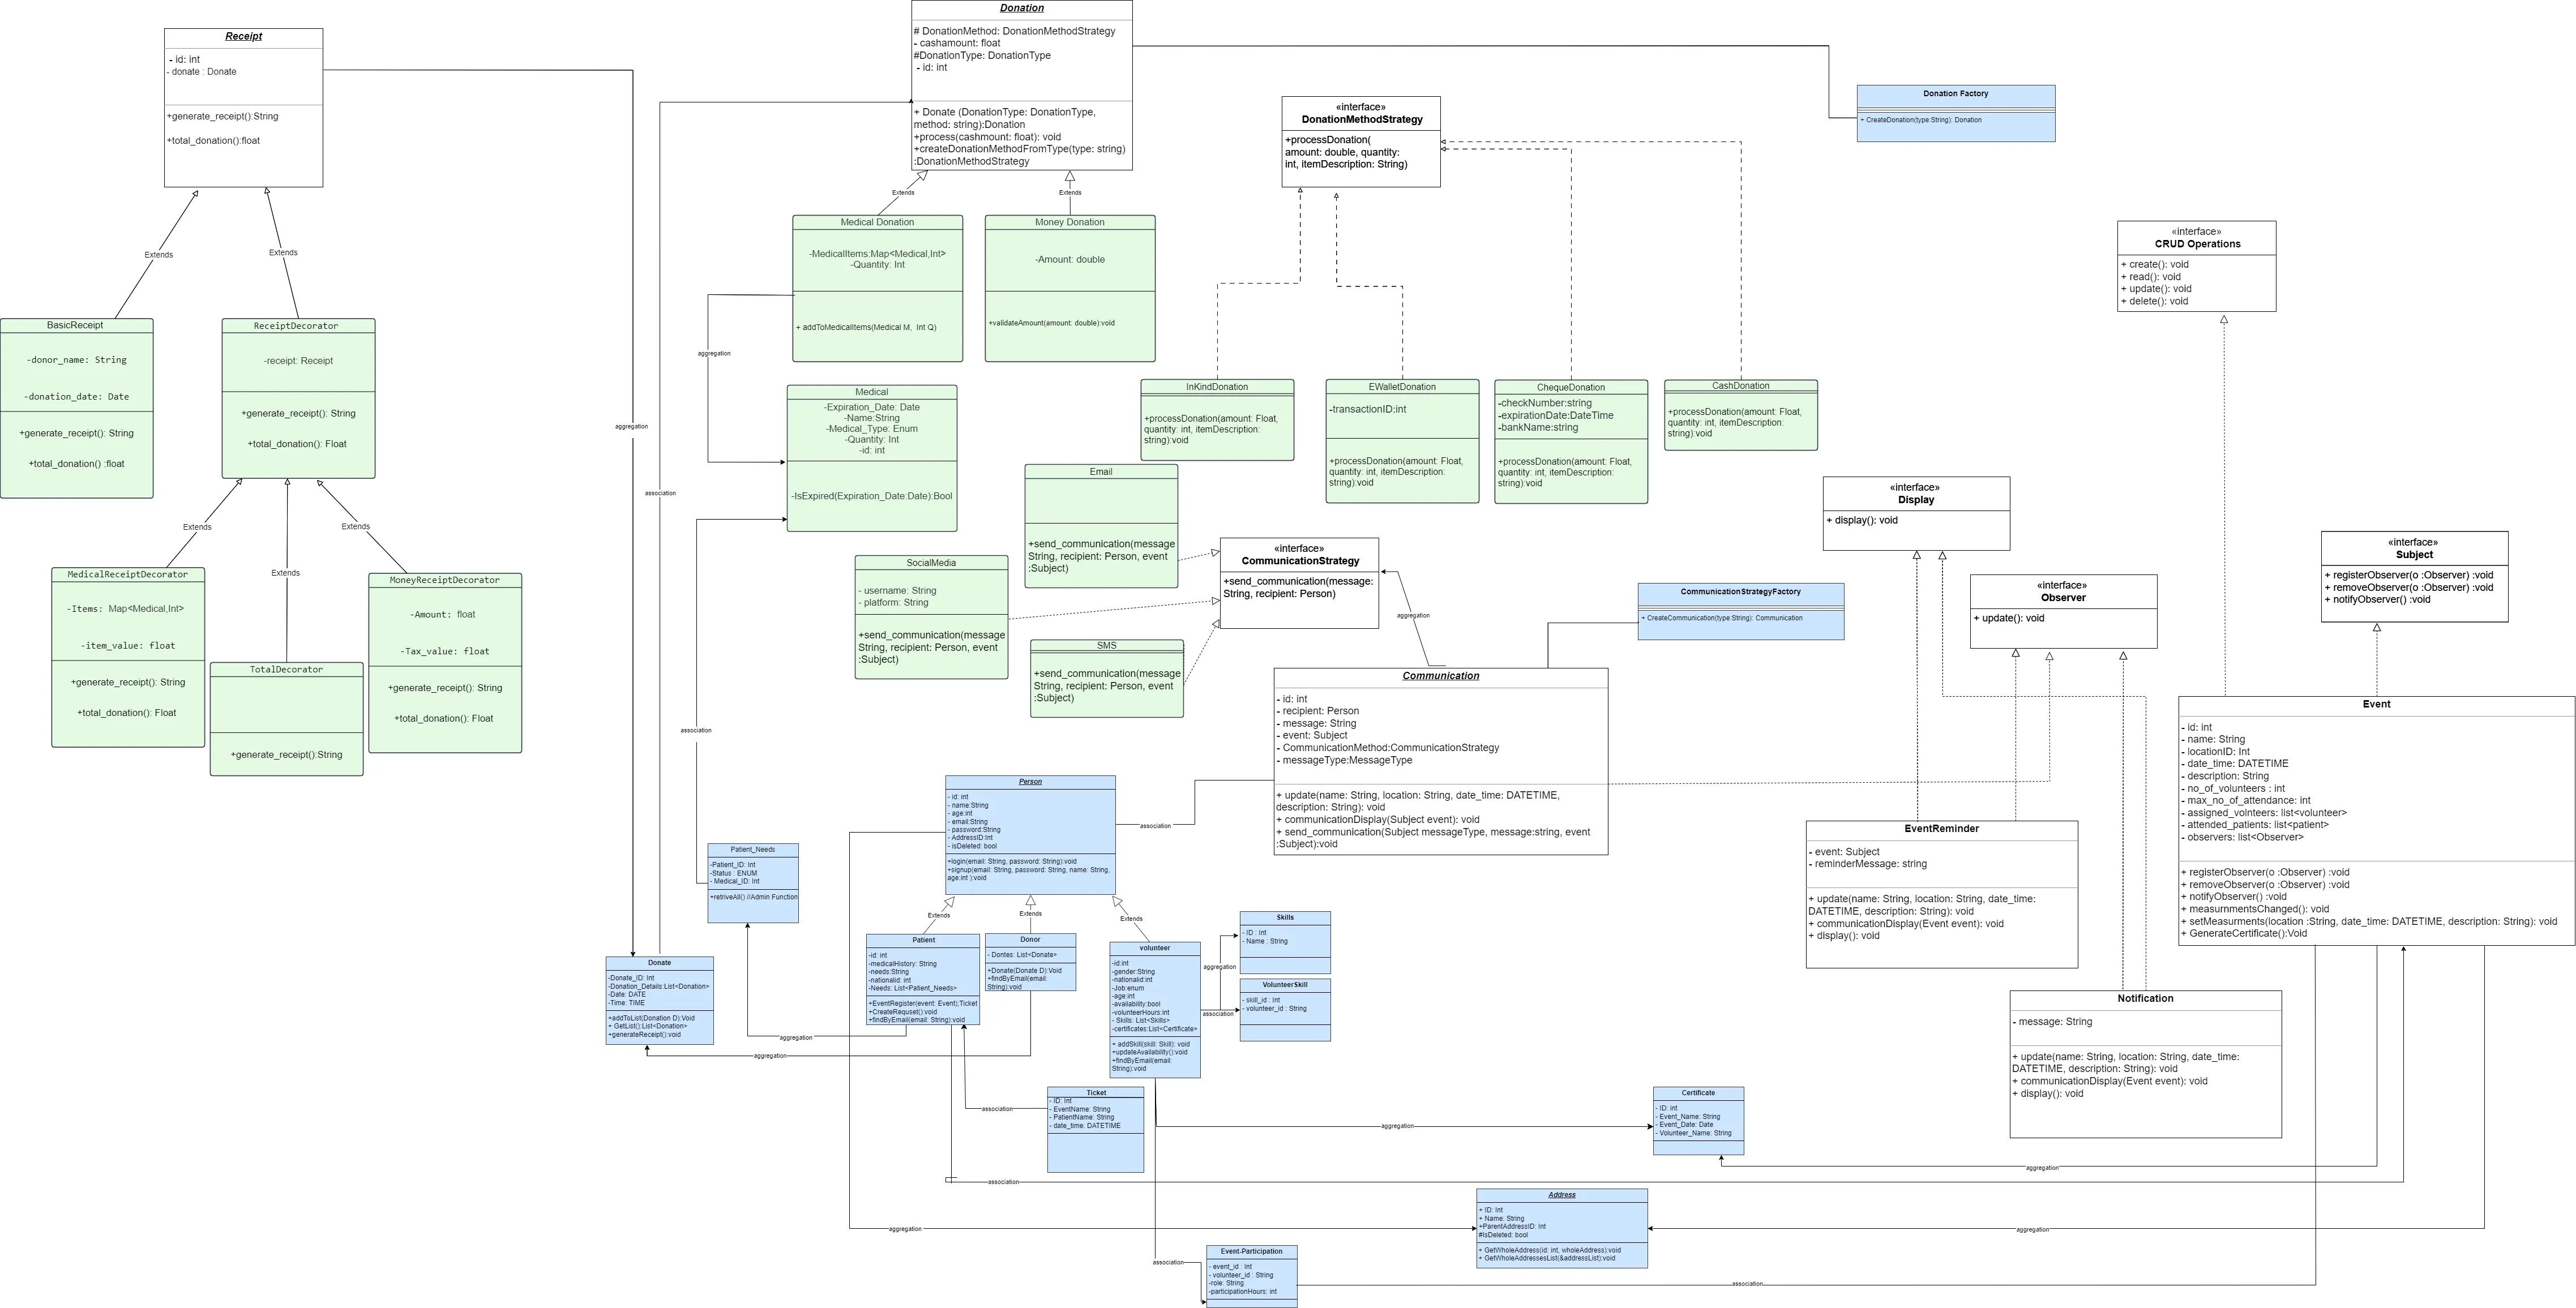 Receipt
- id: int
- donate : Donate
+generate_receipt():String
+total_donation():float
Extends
Extends
BasicReceipt
-donor_name: String
-donation_date: Date
+generate_receipt(): String
+total_donation() :float
ReceiptDecorator
-receipt: Receipt
+generate_receipt(): String
+total_donation(): Float
Extends
Extends
Extends
MedicalReceiptDecorator
-Items: Map<Medical,Int>
-item_value: float
+generate_receipt(): String
+total_donation(): Float
TotalDecorator
+generate_receipt():String
MoneyReceiptDecorator
-Amount: float
-Tax_value: float
+generate_receipt(): String
+total_donation(): Float
aggregation
association
Donation
# DonationMethod: DonationMethodStrategy
- cashamount: float
#DonationType: DonationType
- id: int
+ Donate (DonationType: DonationType,
method: string):Donation
+process(cashmount: float): void
+createDonationMethodFromType(type: string)
:DonationMethodStrategy
Extends
Extends
Medical Donation
-MedicalItems:Map<Medical,Int>
-Quantity: Int
+ addToMedicalItems(Medical M,  Int Q)
Money Donation
-Amount: double
+validateAmount(amount: double):void
aggregation
Medical
-Expiration_Date: Date
-Name:String
-Medical_Type: Enum
-Quantity: Int
-id: int
-IsExpired(Expiration_Date:Date):Bool
association
«interface»
DonationMethodStrategy
+processDonation(
amount: double, quantity:
int, itemDescription: String)
Donation Factory
+ CreateDonation(type:String): Donation
InKindDonation
+processDonation(amount: Float,
quantity: int, itemDescription:
string):void
EWalletDonation
-transactionID:int
+processDonation(amount: Float,
quantity: int, itemDescription:
string):void
ChequeDonation
-checkNumber:string
-expirationDate:DateTime
-bankName:string
+processDonation(amount: Float,
quantity: int, itemDescription:
string):void
CashDonation
+processDonation(amount: Float,
quantity: int, itemDescription:
string):void
«interface»
CRUD Operations
+ create(): void
+ read(): void
+ update(): void
+ delete(): void
Email
+send_communication(message
String, recipient: Person, event
:Subject)
SocialMedia
- username: String
- platform: String
+send_communication(message
String, recipient: Person, event
:Subject)
SMS
+send_communication(message
String, recipient: Person, event
:Subject)
«interface»
CommunicationStrategy
+send_communication(message:
String, recipient: Person)
aggregation
CommunicationStrategyFactory
+ CreateCommunication(type:String): Communication
Communication
- id: int
- recipient: Person
- message: String
- event: Subject
- CommunicationMethod:CommunicationStrategy
- messageType:MessageType
+ update(name: String, location: String, date_time: DATETIME,
description: String): void
+ communicationDisplay(Subject event): void
+ send_communication(Subject messageType, message:string, event
:Subject):void
«interface»
Display
+ display(): void
«interface»
Observer
+ update(): void
«interface»
Subject
+ registerObserver(o :Observer) :void
+ removeObserver(o :Observer) :void
+ notifyObserver() :void
Event
- id: int
- name: String
- locationID: Int
- date_time: DATETIME
- description: String
- no_of_volunteers : int
- max_no_of_attendance: int
- assigned_volnteers: list<volunteer>
- attended_patients: list<patient>
- observers: list<Observer>
+ registerObserver(o :Observer) :void
+ removeObserver(o :Observer) :void
+ notifyObserver() :void
+ measurnmentsChanged(): void
+ setMeasurments(location :String, date_time: DATETIME, description: String): void
+ GenerateCertificate():Void
EventReminder
- event: Subject
- reminderMessage: string
+ update(name: String, location: String, date_time:
DATETIME, description: String): void
+ communicationDisplay(Event event): void
+ display(): void
Notification
- message: String
+ update(name: String, location: String, date_time:
DATETIME, description: String): void
+ communicationDisplay(Event event): void
+ display(): void
Person
- id: int
- name:String
- age:int
- email:String
- password:String
- AddressID:Int
- isDeleted: bool
+login(email: String, password: String):void
+signup(email: String, password: String, name: String,
age:int ):void
association
Extends
Extends
Extends
Patient_Needs
-Patient_ID: Int
-Status : ENUM
- Medical_ID: Int
+retriveAll() //Admin Function
Donate
-Donate_ID: Int
-Donation_Details:List<Donation>
-Date: DATE
-Time: TIME
+addToList(Donation D):Void
+ GetList():List<Donation>
+generateReceipt():void
Patient
-id: int
-medicalHistory: String
-needs:String
-nationalid: int
-Needs: List<Patient_Needs>
+EventRegister(event: Event);Ticket
+CreateRequset():void
+findByEmail(email: String):void
Donor
- Dontes: List<Donate>
+Donate(Donate D):Void
+findByEmail(email:
String):void
volunteer
-id:int
-gender:String
-nationalid:int
-Job:enum
-age:int
-availability:bool
-volunteerHours:int
- Skills: List<Skills>
-certificates:List<Certificate>
+ addSkill(skill: Skill): void
+updateAvailability():void
+findByEmail(email:
String):void
aggregation
association
Skills
- ID : Int
- Name : String
VolunteerSkill
- skill_id : Int
- volunteer_id : String
aggregation
aggregation
Ticket
- ID: Int
- EventName: String
- PatientName: String
- date_time: DATETIME
association
aggregation
Certificate
- ID: int
- Event_Name: String
- Event_Date: Date
- Volunteer_Name: String
aggregation
association
Address
+ ID: Int
+ Name: String
+ParentAddressID: Int
#IsDeleted: bool
+ GetWholeAddress(id: int, wholeAddress):void
+ GetWholeAddressesList(&addressList):void
aggregation
aggregation
Event-Participation
- event_id : Int
- volunteer_id : String
-role: String
-participationHours: int
association
association